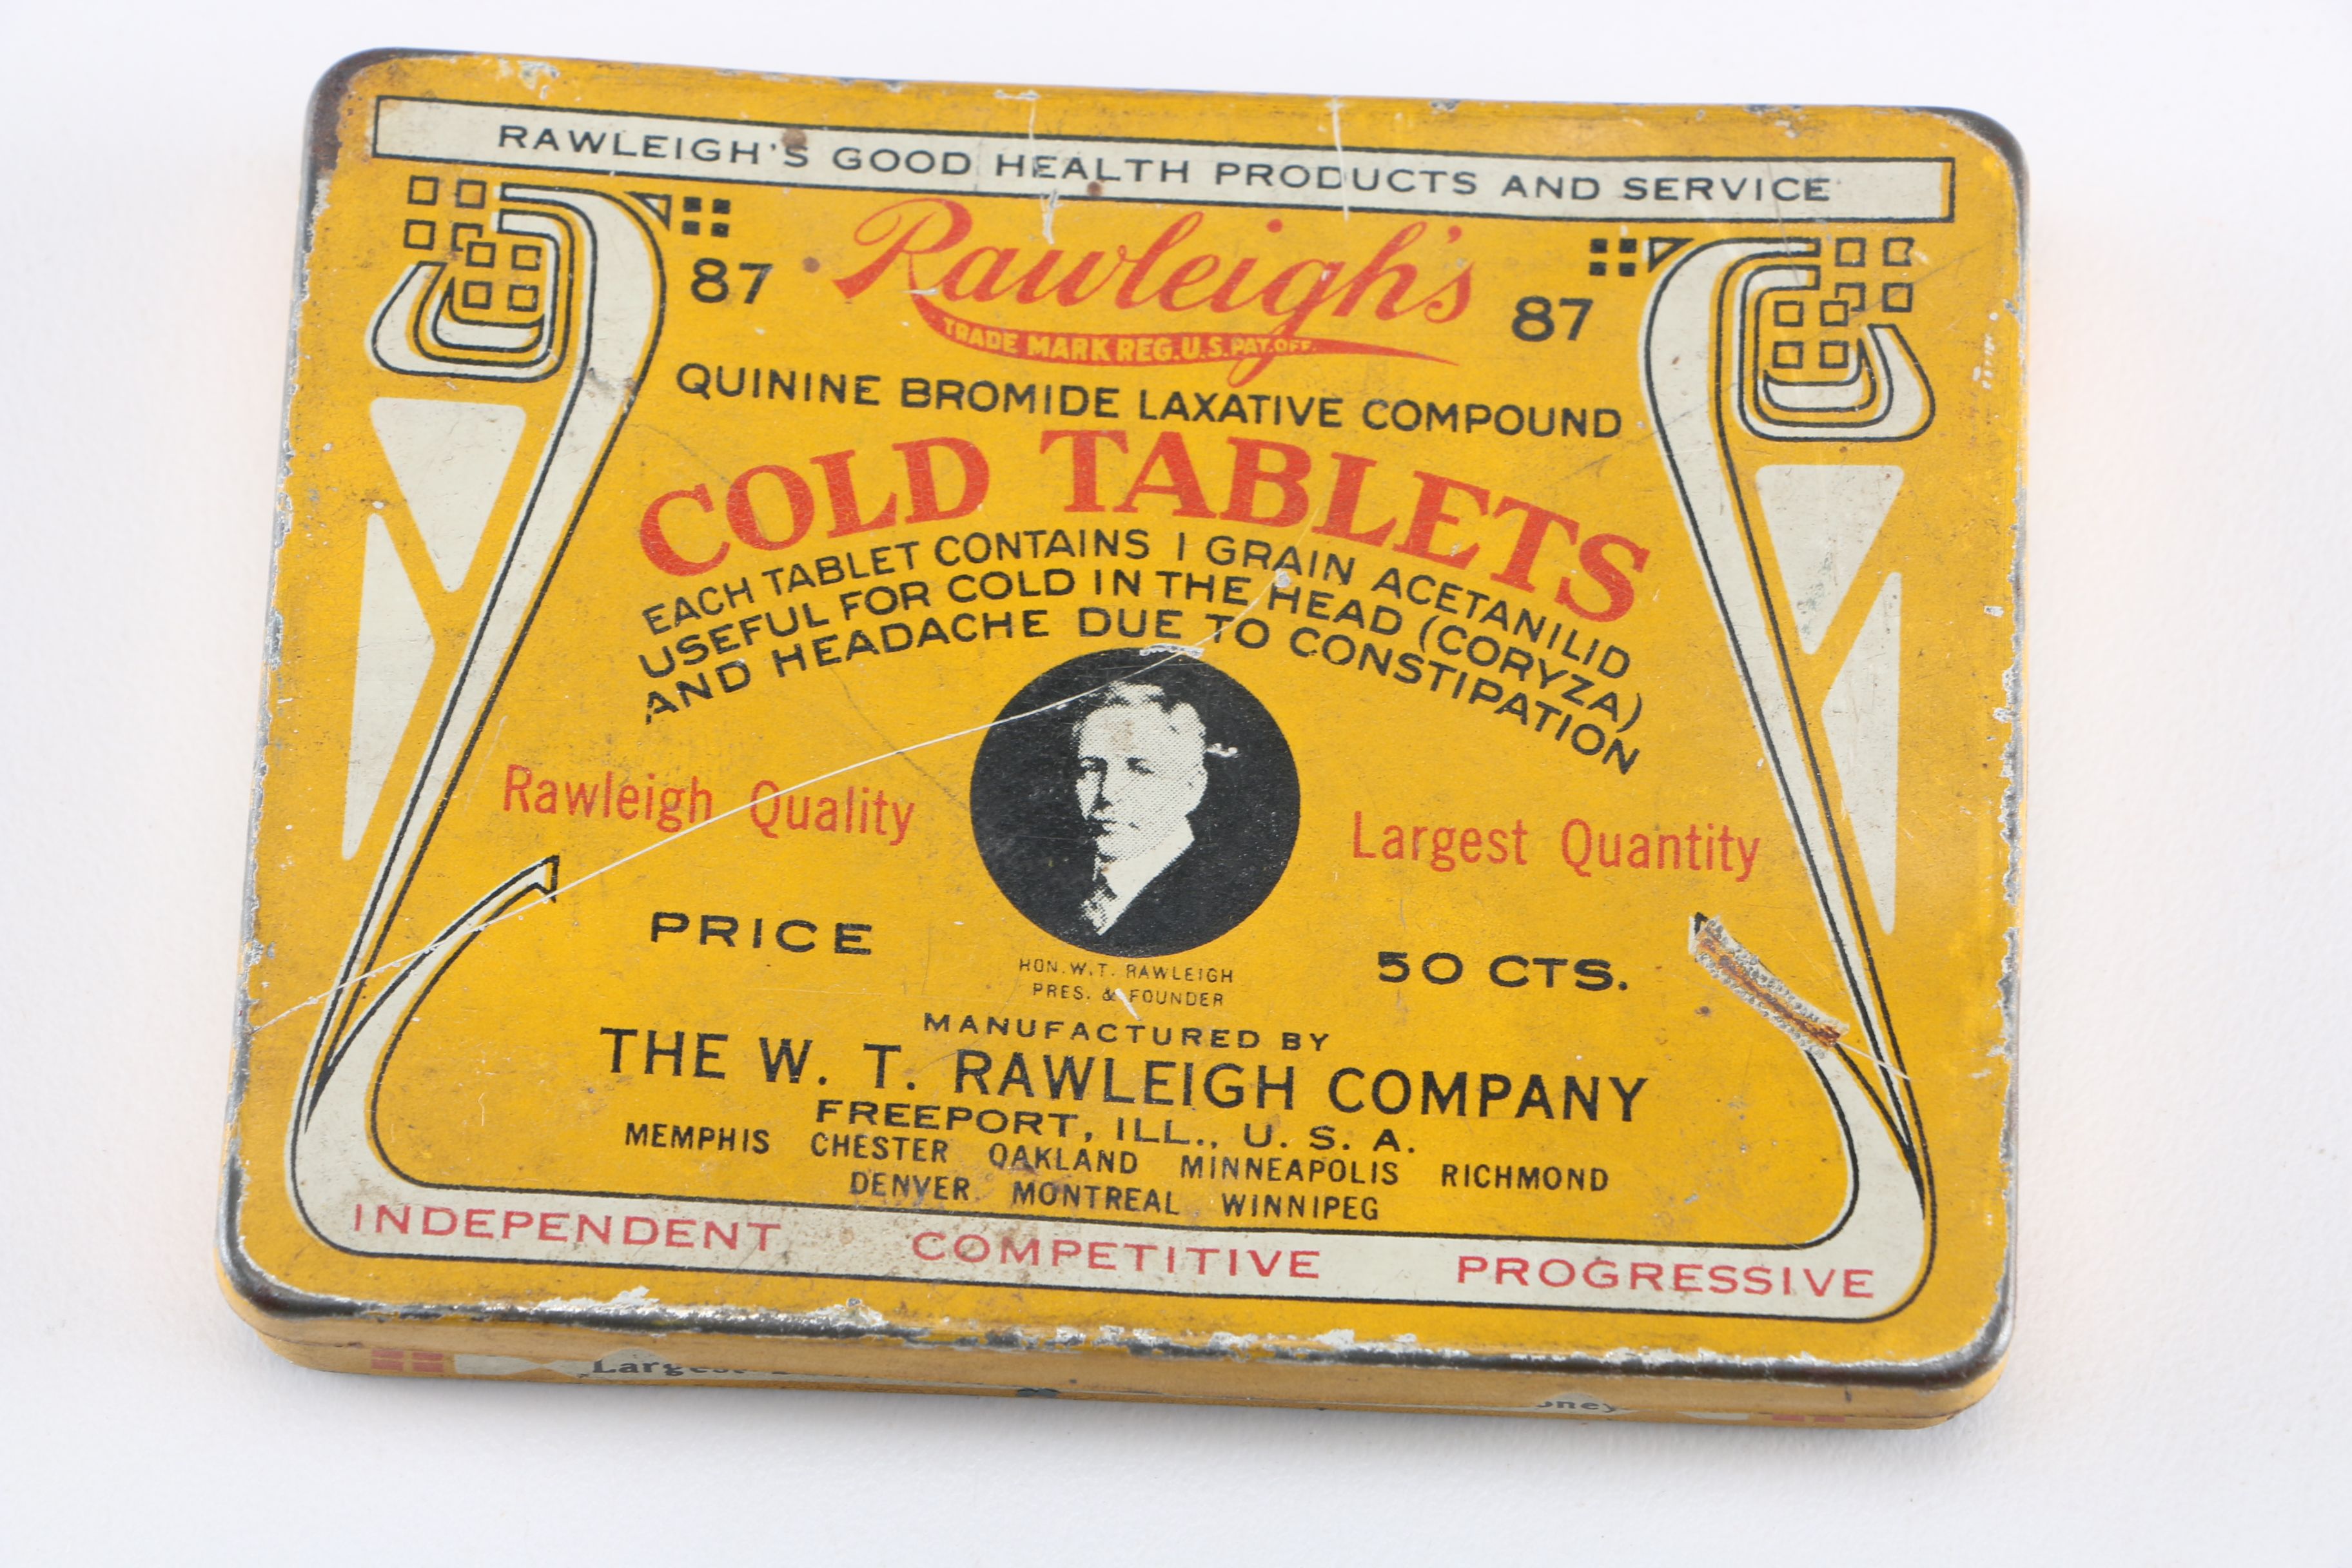 RAWLEIGH'S GOOD HEALTH PRODUCTS AND SERVICE
87 Rawleigh's 87
TRADE MARK REG. U.S. PAT. OFF.
QUININE BROMIDE LAXATIVE COMPOUND
COLD TABLETS
EACH TABLET CONTAINS 1 GRAIN ACETANILID
USEFUL FOR COLD IN THE HEAD (CORYZA)
AND HEADACHE DUE TO CONSTIPATION
Rawleigh Quality Largest Quantity
PRICE 50 CTS.
HON. W. T. RAWLEIGH
PRES. & FOUNDER
MANUFACTURED BY
THE W. T. RAWLEIGH COMPANY
FREEPORT, ILL., U. S. A.
MEMPHIS CHESTER OAKLAND MINNEAPOLIS RICHMOND
DENVER MONTREAL WINNIPEG
INDEPENDENT COMPETITIVE PROGRESSIVE